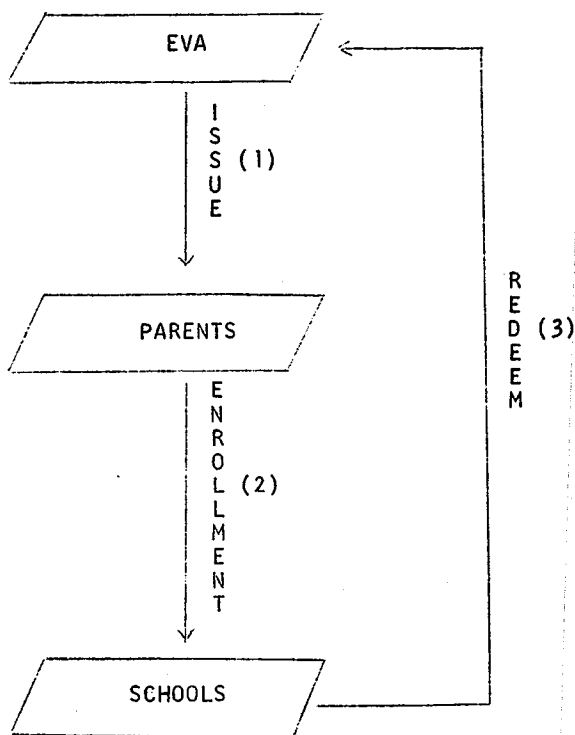 EVA
ISSUE (1)
PARENTS
REDEEM (3)
ENROLLMENT (2)
SCHOOLS